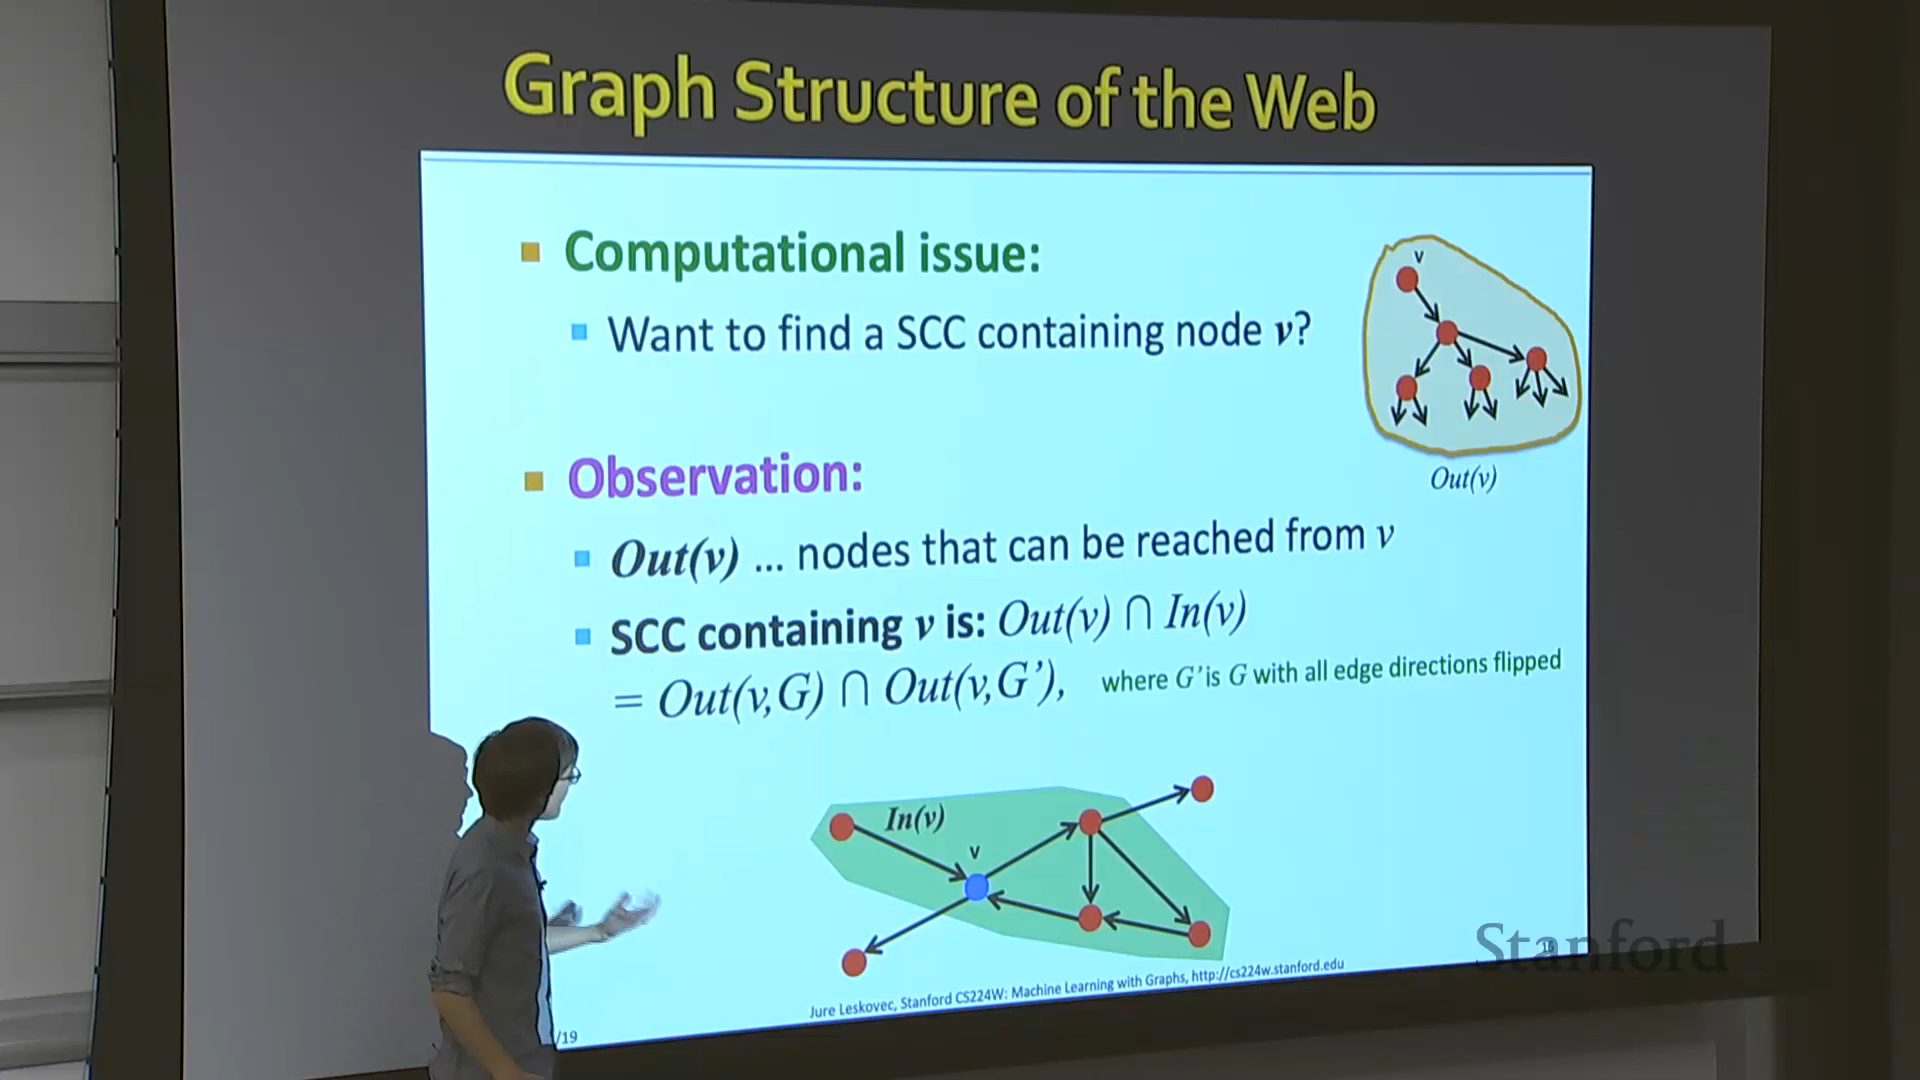 Graph Structure of the Web
Computational issue:
Want to find a SCC containing node v?
v
Out(v)
Observation:
Out(v) ... nodes that can be reached from v
SCC containing v is: Out(v) ∩ In(v)
= Out(v,G) ∩ Out(v,G'), where G' is G with all edge directions flipped
In(v)
v
Stanford
Jure Leskovec, Stanford CS224W: Machine Learning with Graphs, http://cs224w.stanford.edu
/19